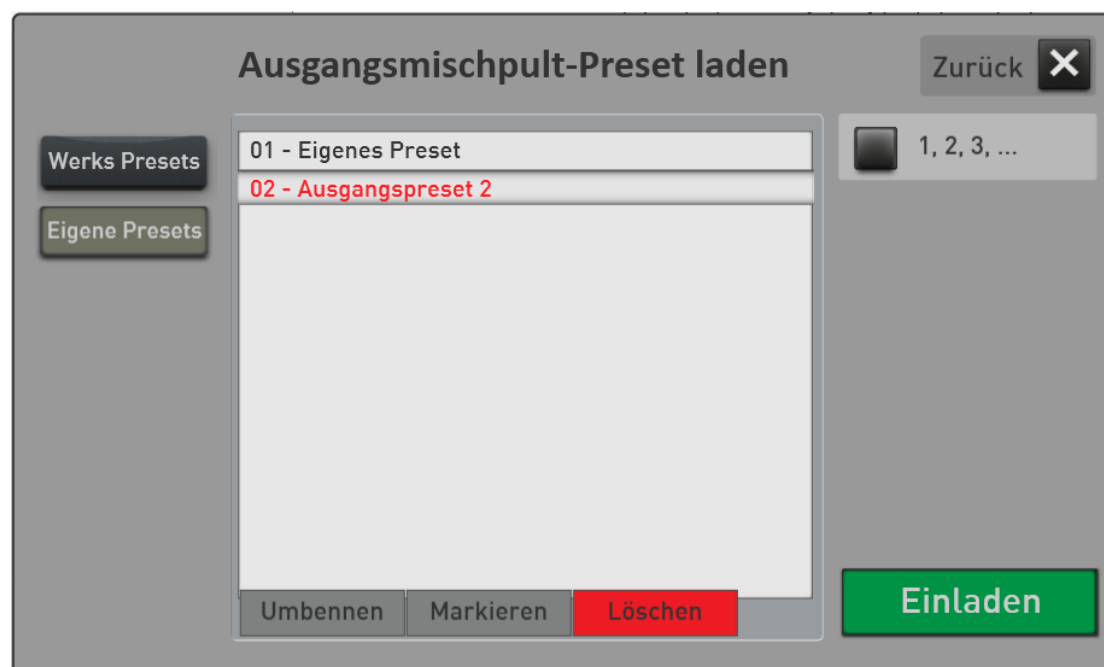 Ausgangsmischpult-Preset laden
Zurück
Werks Presets
Eigene Presets
01 - Eigenes Preset
02 - Ausgangspreset 2
1, 2, 3, ...
Umbennen
Markieren
Löschen
Einladen